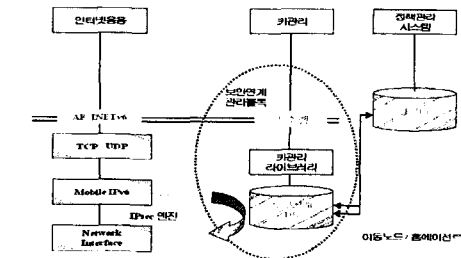 인터넷응용
키관리
정책관리
시스템
보안연계
관리블록
AF_INETv6
TCP UDP
키관리
라이브러리
Mobile IPv6
IPsec 엔진
Network
Interface
이동노드 / 홈에이전트